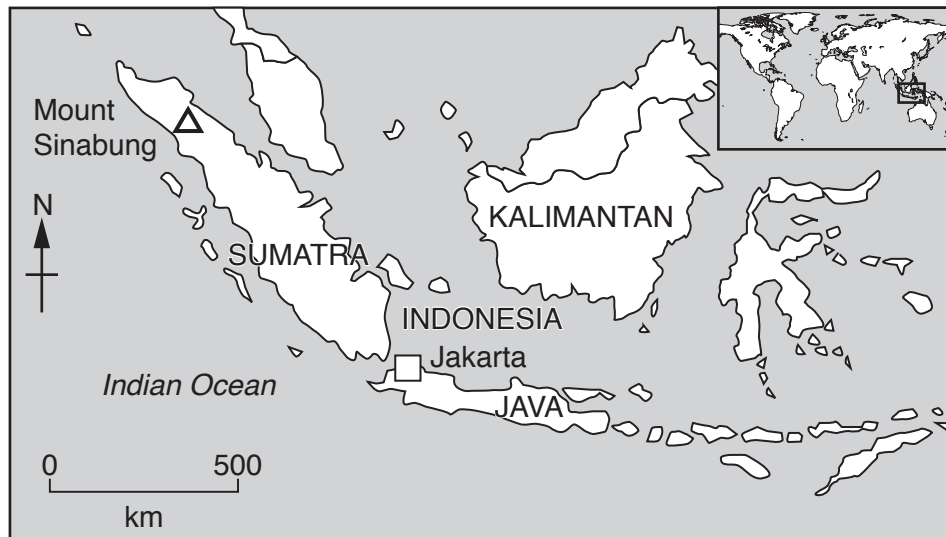 Mount
Sinabung
N
KALIMANTAN
SUMATRA
INDONESIA
Jakarta
Indian Ocean
JAVA
0 500
km